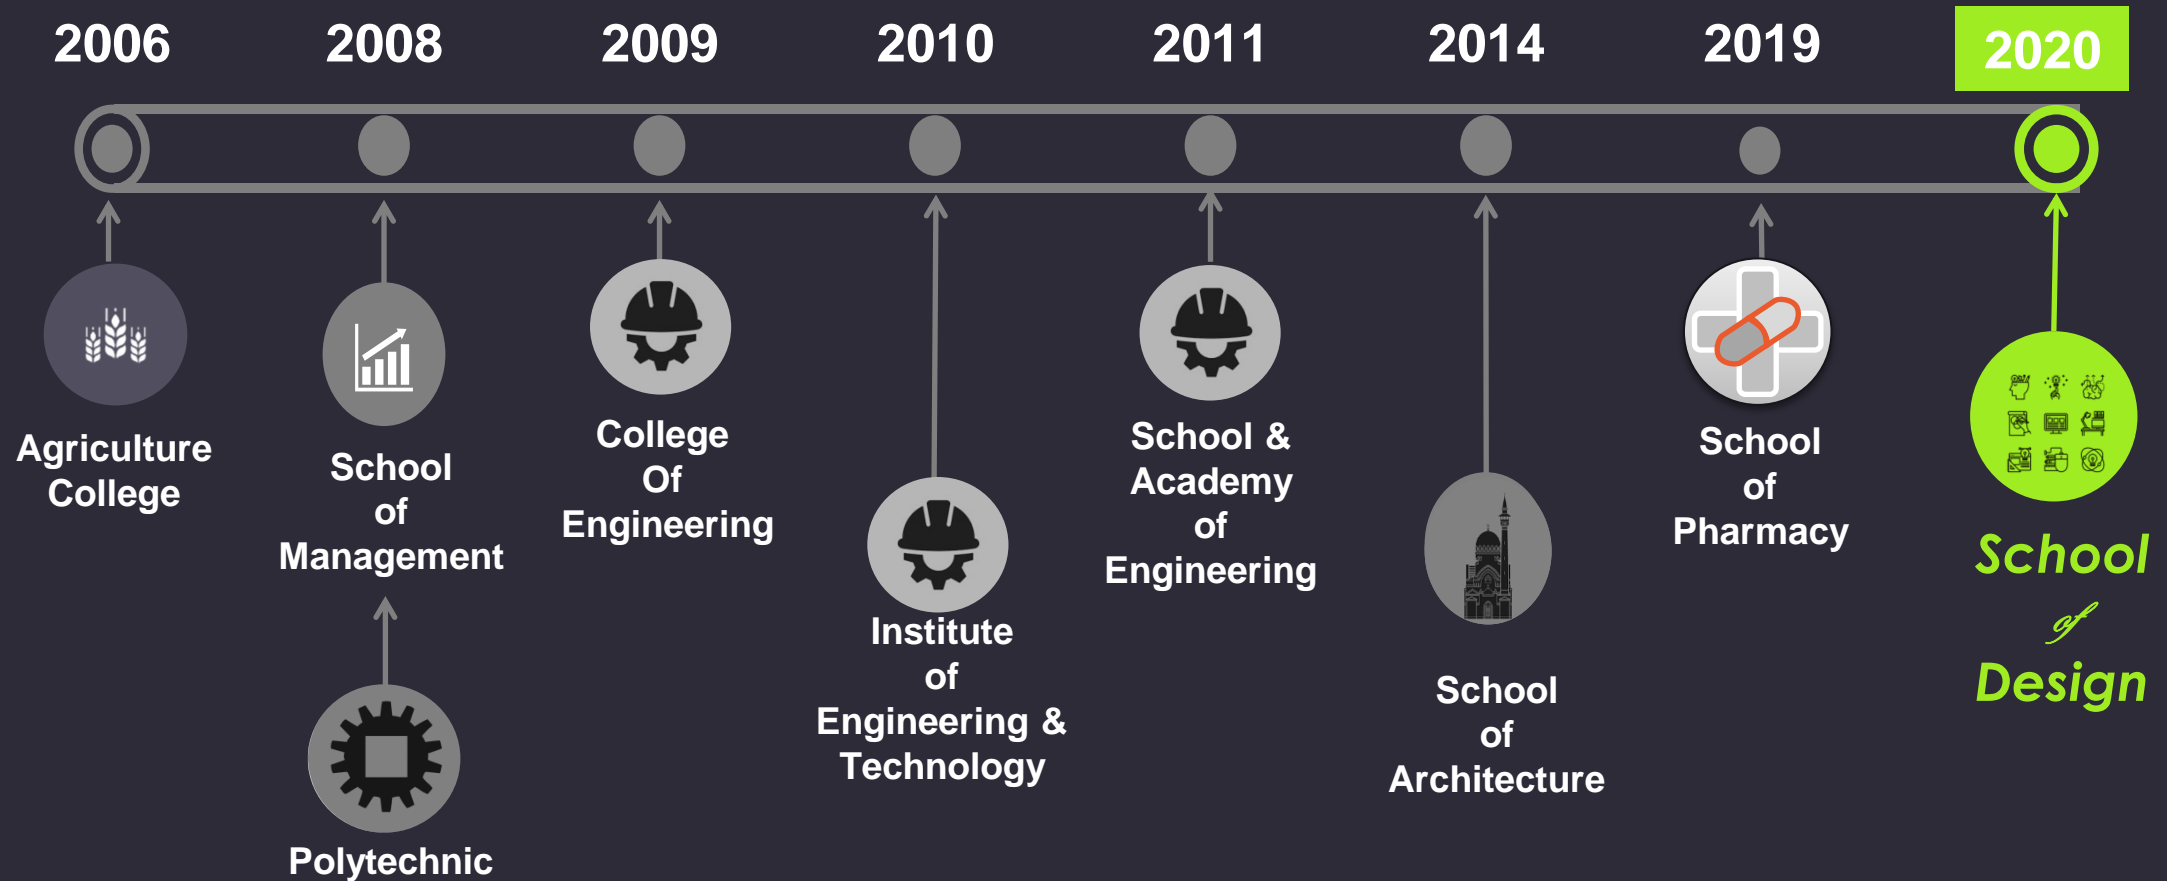 2006
2008
2009
2010
2011
2014
2019
2020
Agriculture
College
School
of
Management
Polytechnic
College
Of
Engineering
Institute
of
Engineering &
Technology
School &
Academy
of
Engineering
School
of
Architecture
School
of
Pharmacy
School
of
Design